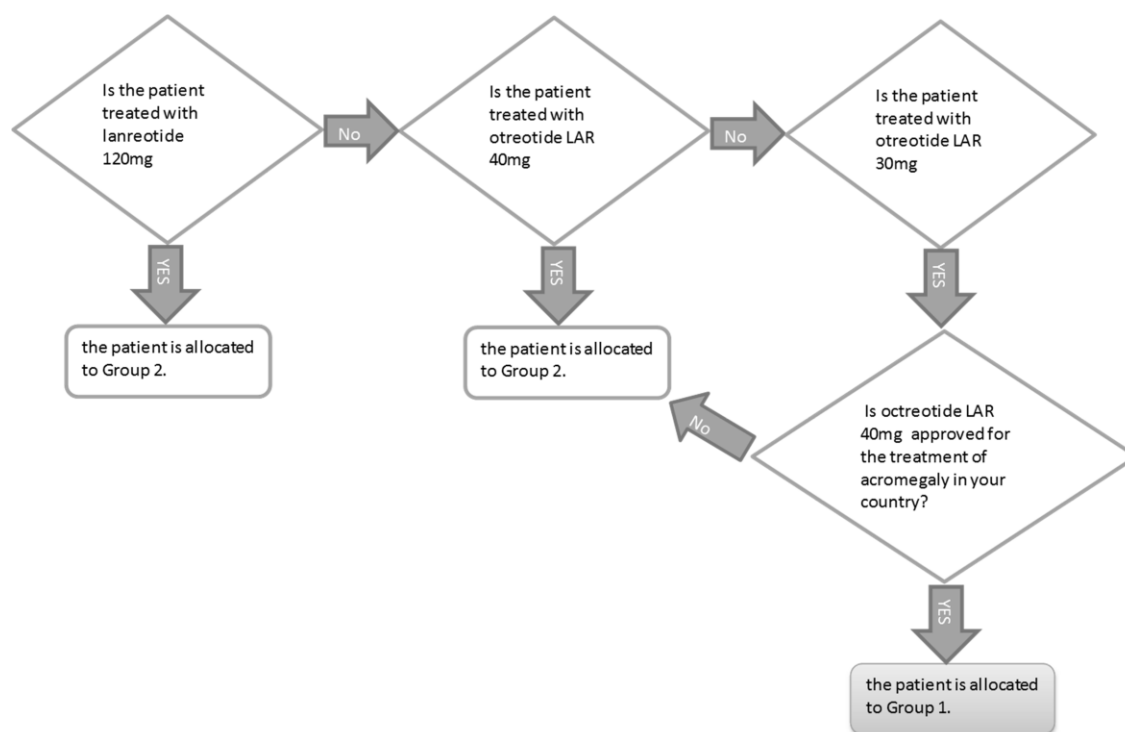 Is the patient
treated with
lanreotide
120mg
No
Is the patient
treated with
otreotide LAR
40mg
No
Is the patient
treated with
otreotide LAR
30mg
YES
YES
YES
the patient is allocated
to Group 2.
the patient is allocated
to Group 2.
No
Is octreotide LAR
40mg approved for
the treatment of
acromegaly in your
country?
YES
the patient is allocated
to Group 1.